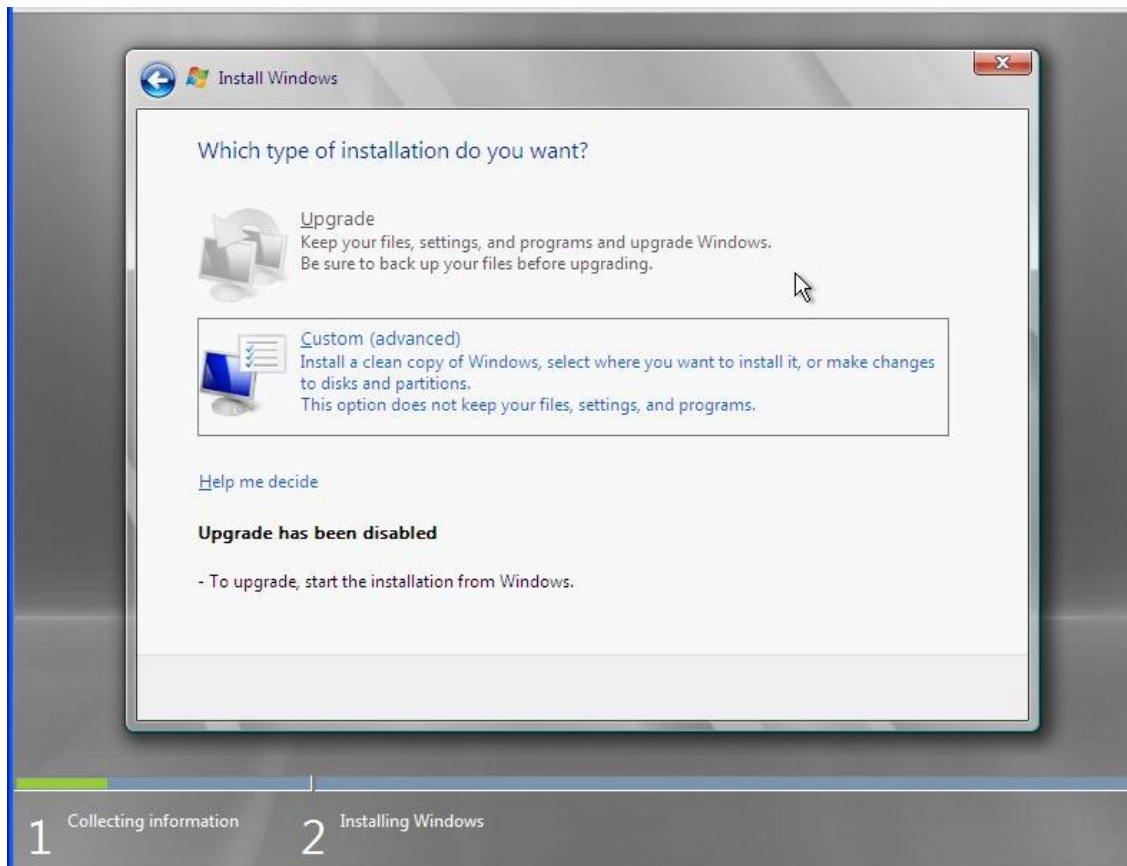 Install Windows
Which type of installation do you want?
Upgrade
Keep your files, settings, and programs and upgrade Windows.
Be sure to back up your files before upgrading.
Custom (advanced)
Install a clean copy of Windows, select where you want to install it, or make changes
to disks and partitions.
This option does not keep your files, settings, and programs.
Help me decide
Upgrade has been disabled
- To upgrade, start the installation from Windows.
1 Collecting information 2 Installing Windows